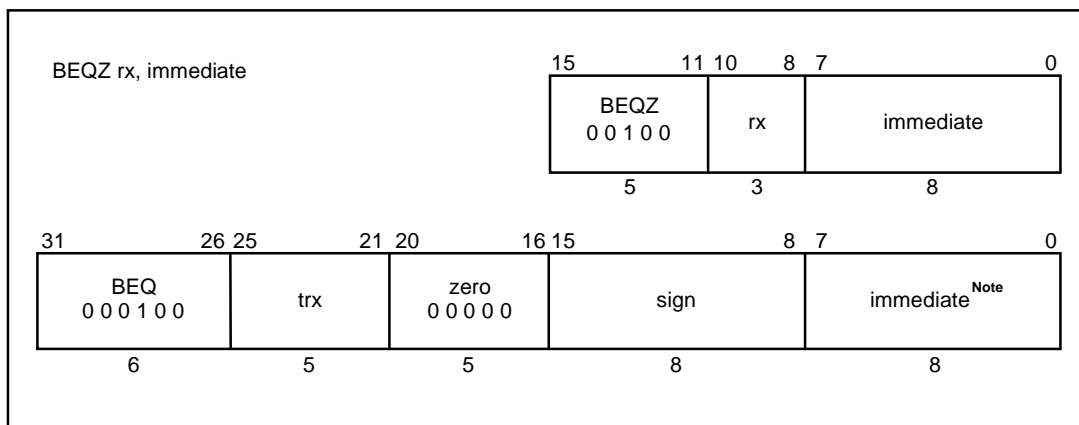 BEQZ rx, immediate
15 11 10 8 7 0
BEQZ rx immediate
0 0 1 0 0
5 3 8
31 26 25 21 20 16 15 8 7 0
BEQ trx zero sign immediate Note
0 0 0 1 0 0 0 0 0 0 0
6 5 5 8 8